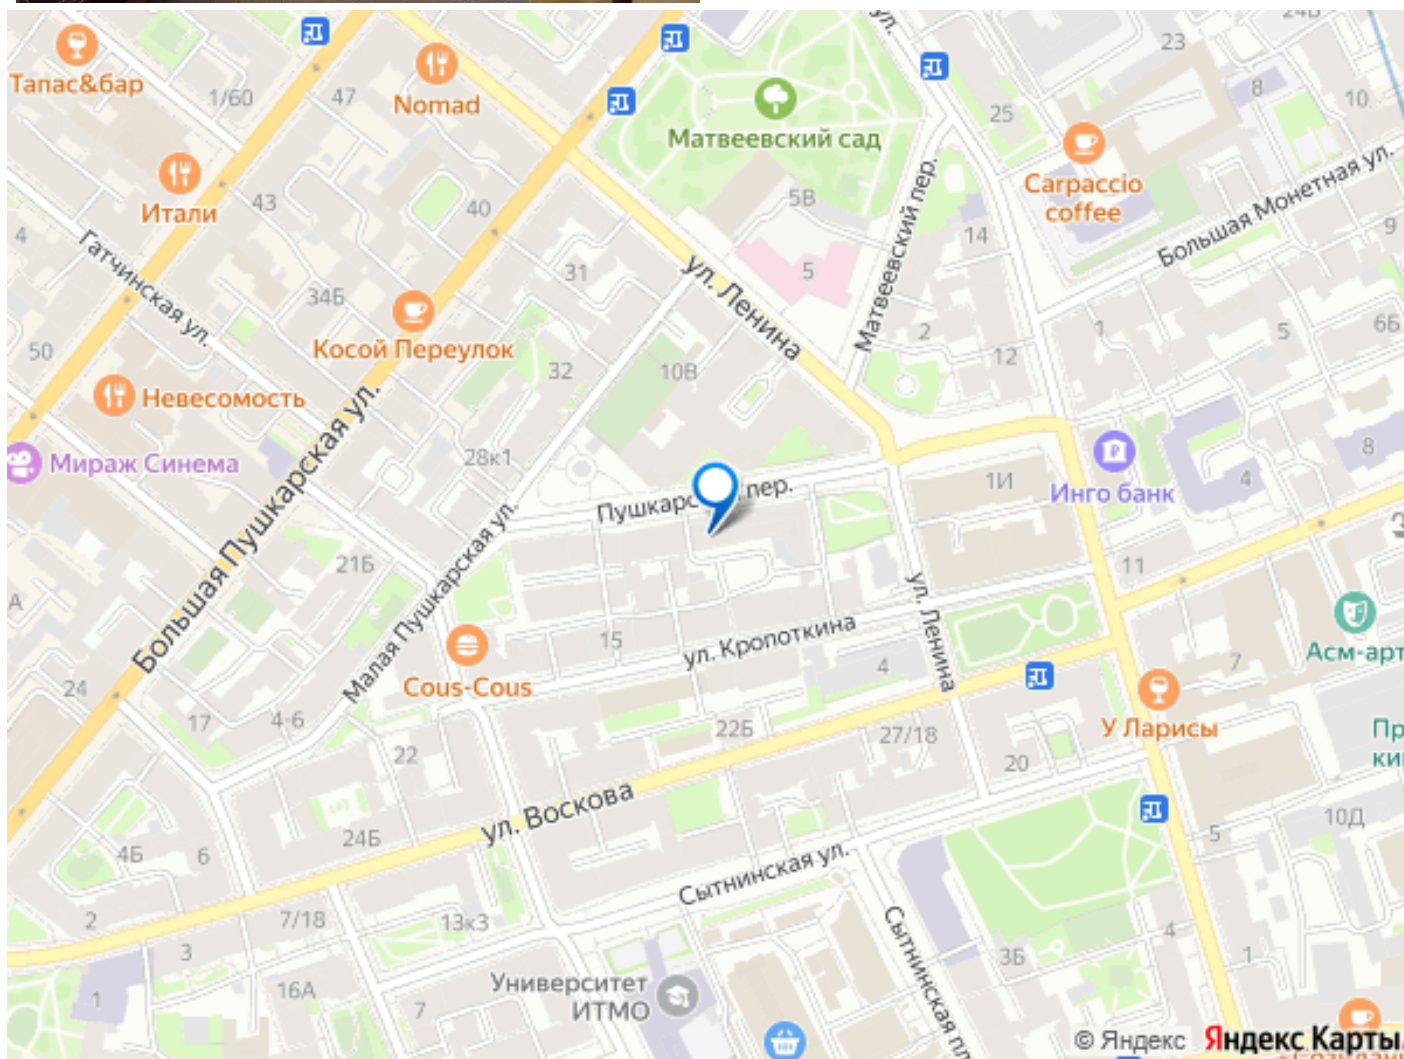 24Б
23
Тапас&бар
1/60
47
Nomad
ул.
8
10
25
Матвеевский сад
Carpaccio
coffee
Большая Монетная ул.
Итали
43
40
5В
Матвеевский пер.
14
9
4
Гатчинская ул.
34Б
31
ул. Ленина
5
2
12
1
5
6Б
50
Косой Переулок
32
10В
Невесомость
Большая Пушкарская ул.
Мираж Синема
28к1
Пушкарс
пер.
1И
Инго банк
4
8
З
21Б
Малая Пушкарская ул.
11
А
ул. Ленина
15
ул. Кропоткина
4
Cous-Cous
7
Асм-арт
24
17
4-6
22
22Б
27/18
20
У Ларисы
Пр
ки
ул. Воскова
4Б
6
24Б
5
10Д
Сытнинская ул.
2
7/18
13к3
3
Сытнинская пл
3Б
4
1
1
16А
7
Университет
ИТМО
© Яндекс Яндекс Карты